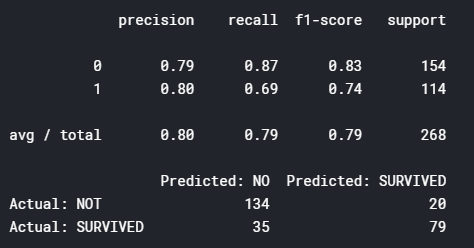 precision recall f1-score support
0 0.79 0.87 0.83 154
1 0.80 0.69 0.74 114
avg / total 0.80 0.79 0.79 268
Predicted: NO Predicted: SURVIVED
Actual: NOT 134 20
Actual: SURVIVED 35 79